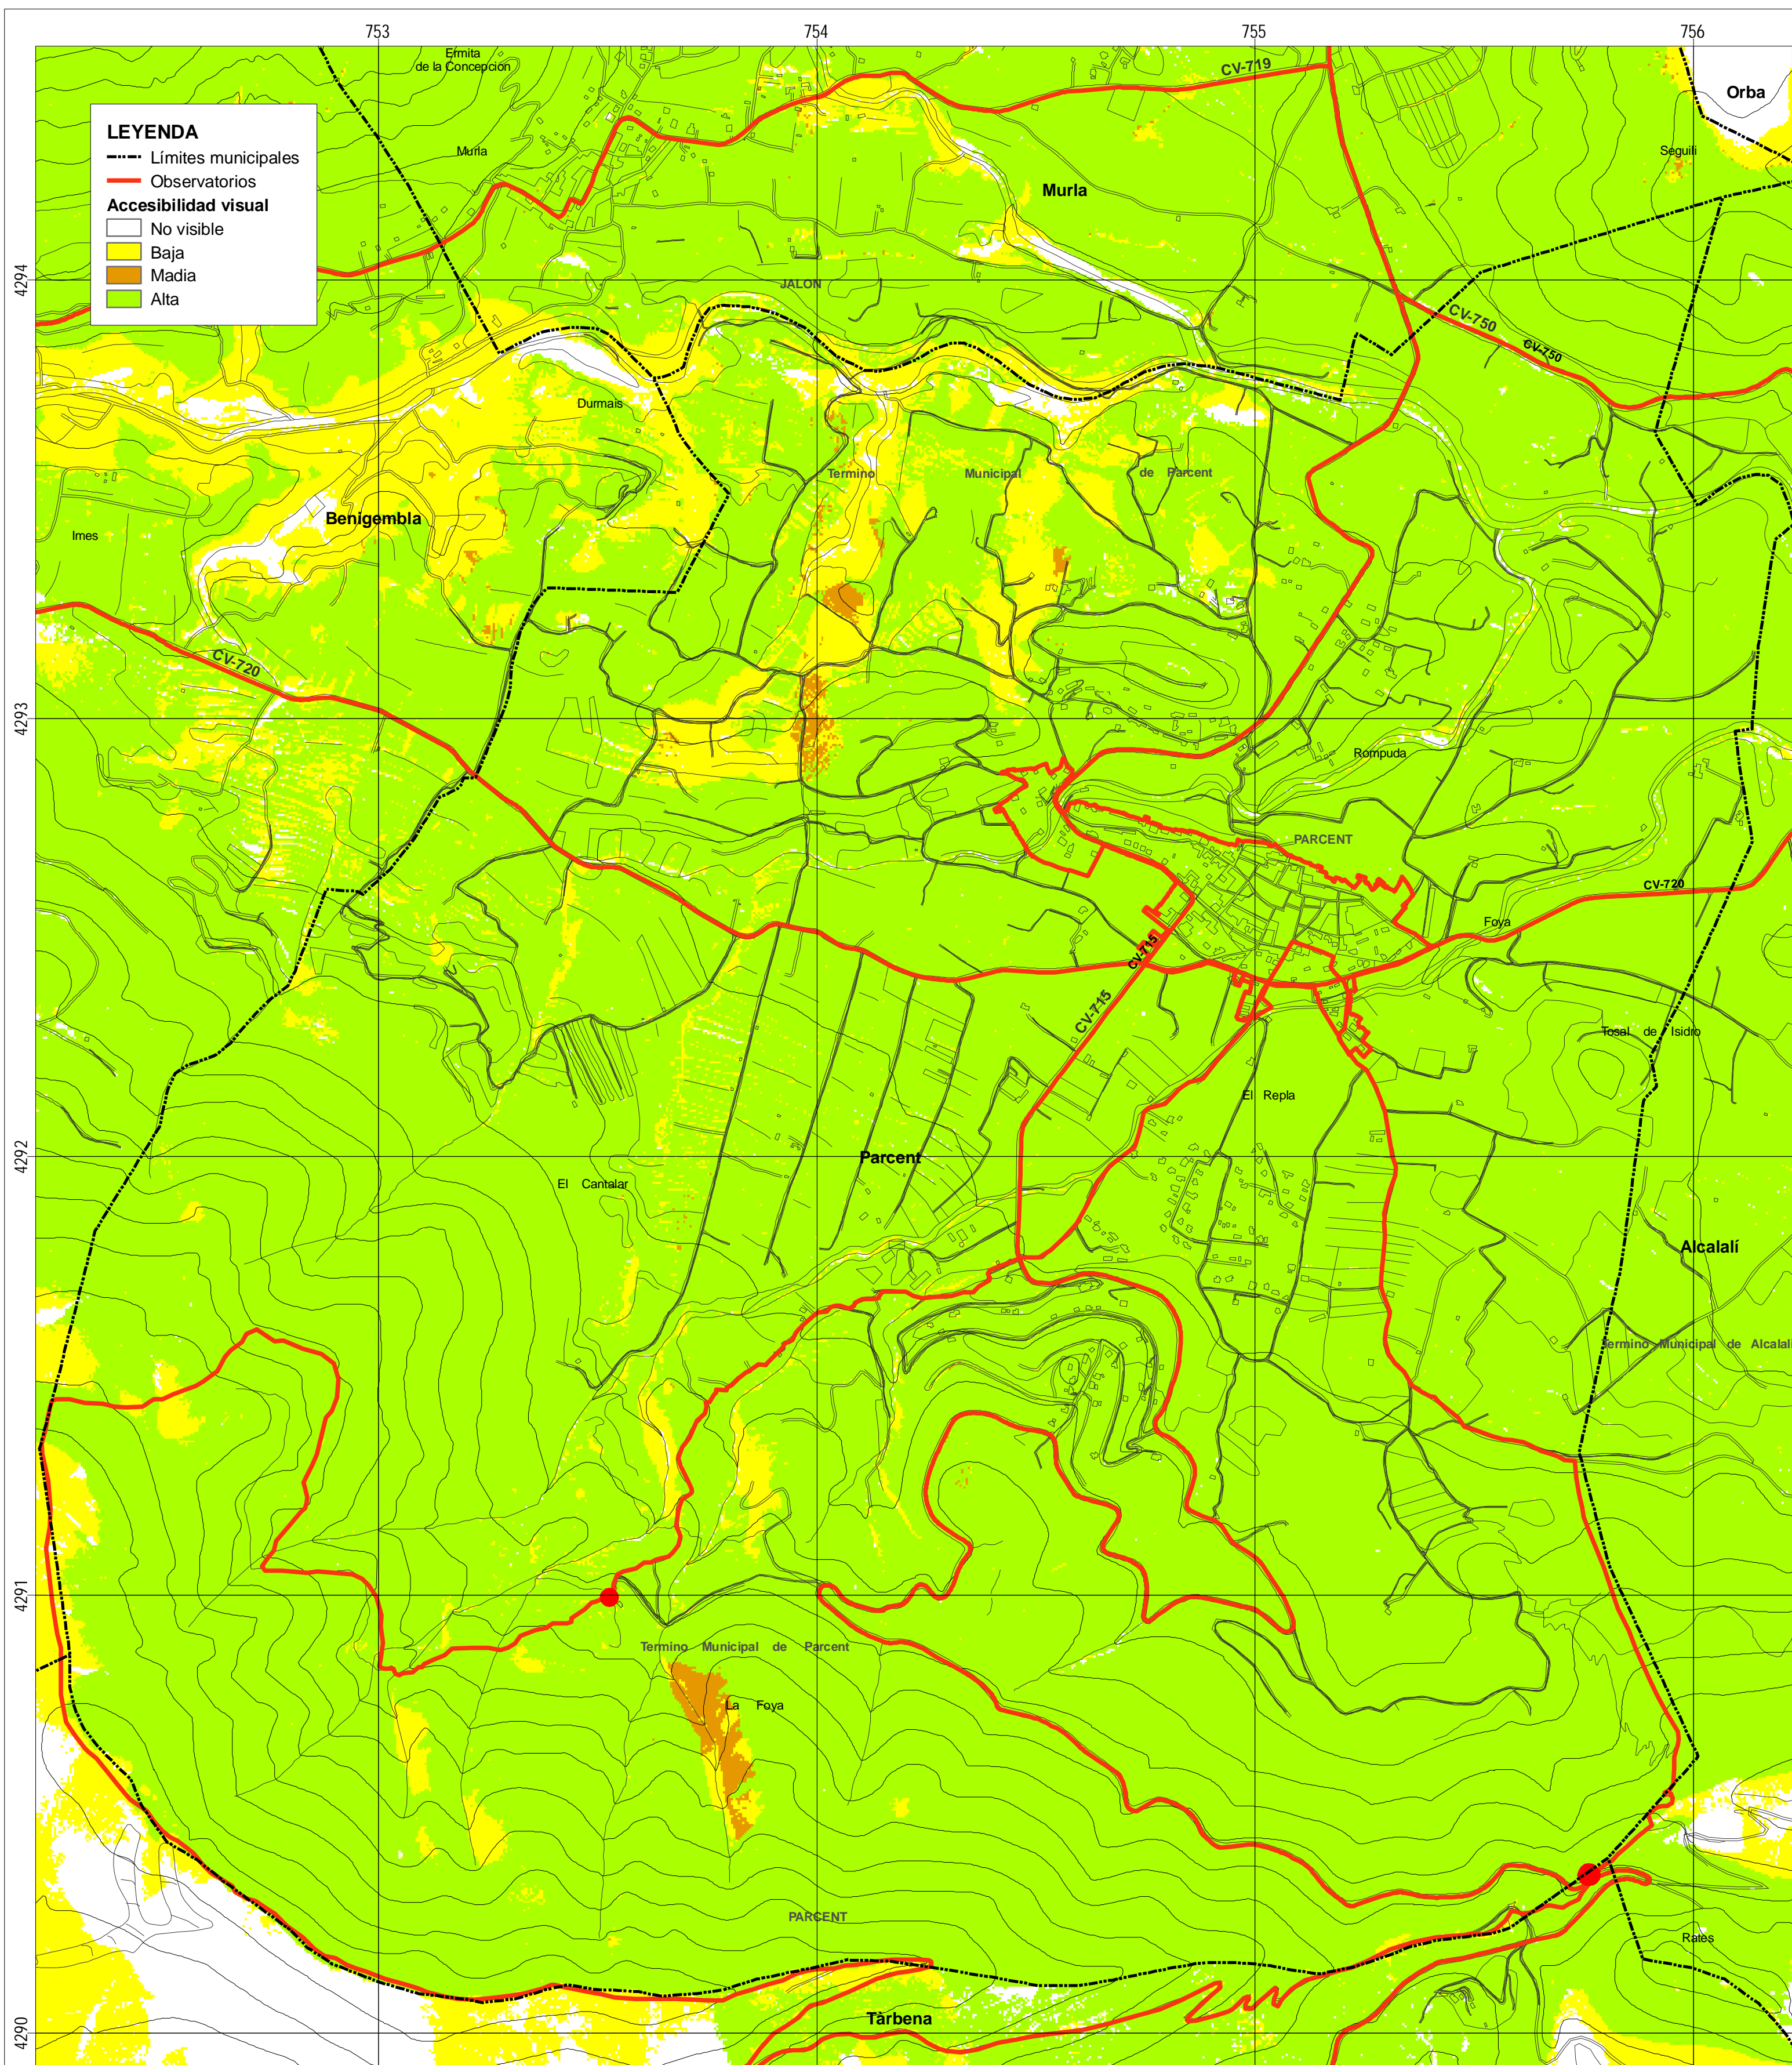 753
754
755
756
Ermita
de la Concepción
CV-719
Orba
LEYENDA
Límites municipales
Observatorios
Accesibilidad visual
No visible
Baja
Madia
Alta
Murla
Seguili
Murla
4294
JALON
CV-750
CV-750
Durmais
Termino Municipal de Parcent
Benigembla
Imes
CV-720
4293
Rompuda
PARCENT
CV-720
Foya
CV-715
CV-715
Tosal de Isidro
El Repla
4292
Parcent
El Cantalar
Alcalalí
Termino Municipal de Alcalali
4291
Termino Municipal de Parcent
La Foya
PARCENT
Rates
Tàrbena
4290